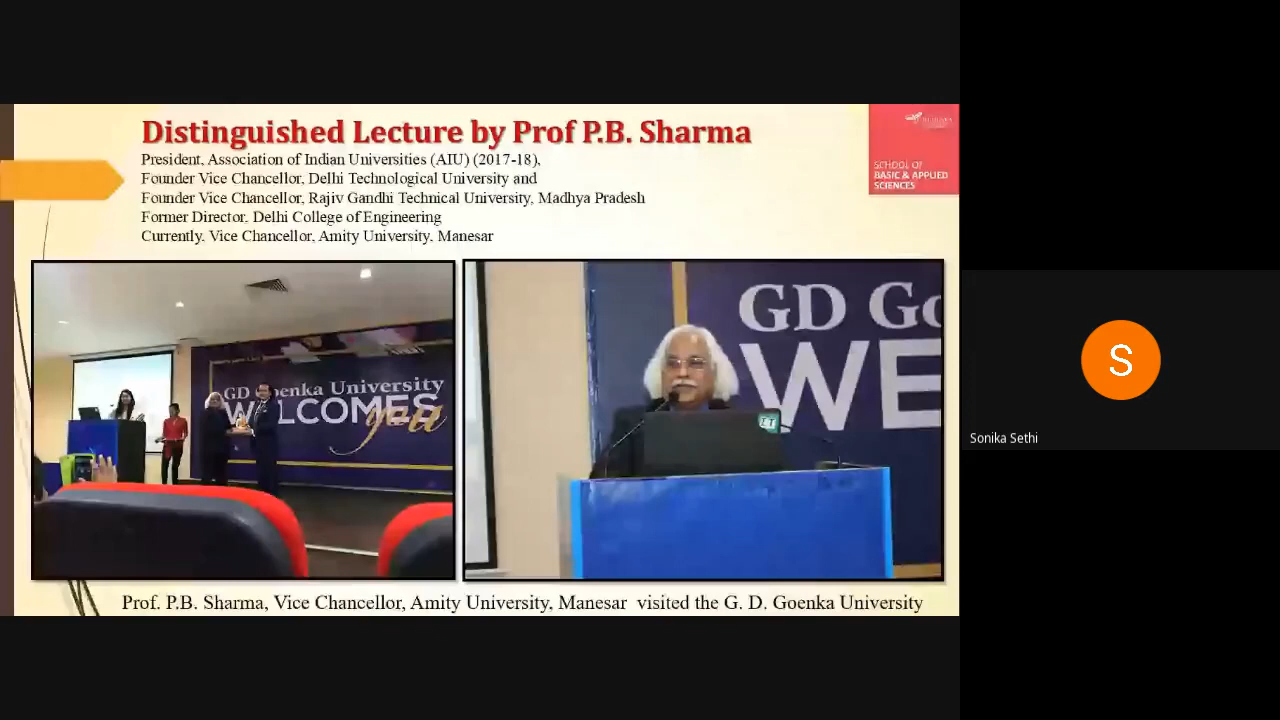 Distinguished Lecture by Prof P.B. Sharma
President, Association of Indian Universities (AIU) (2017-18),
Founder Vice Chancellor, Delhi Technological University and
Founder Vice Chancellor, Rajiv Gandhi Technical University, Madhya Pradesh
Former Director, Delhi College of Engineering
Currently, Vice Chancellor, Amity University, Manesar
SCHOOL OF
BASIC & APPLIED
SCIENCES
GD Goenka University
WELCOMES
you
GD Go
WE
Prof. P.B. Sharma, Vice Chancellor, Amity University, Manesar visited the G. D. Goenka University
S
Sonika Sethi